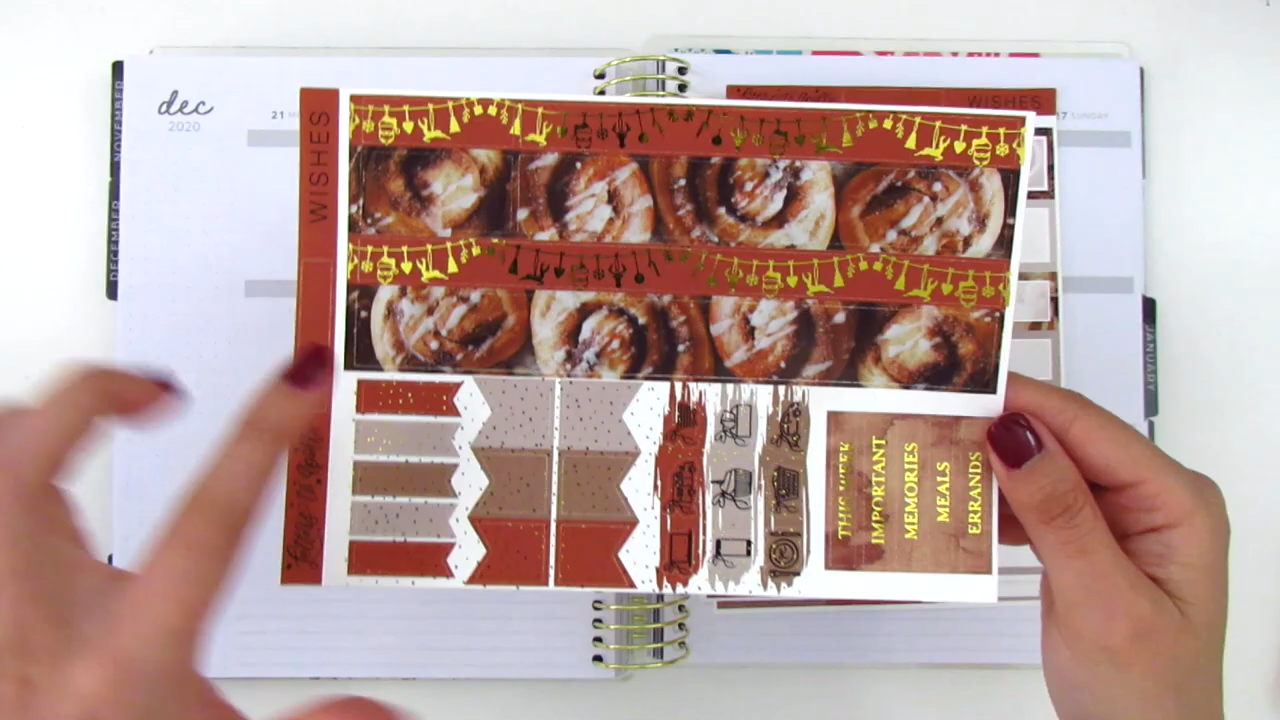 dec
2020
NOVEMBER
DECEMBER
21
WISHES
WISHES
27 SUNDAY
JANUARY
THIS WEEK
IMPORTANT
MEMORIES
MEALS
ERRANDS